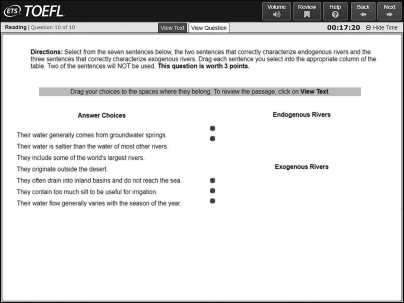 ETS TOEFL
Volume Review Help Back Next
Reading | Question 10 of 10 View Text View Question 00:17:20 Hide Time
Directions: Select from the seven sentences below, the two sentences that correctly characterize endogenous rivers and the
three sentences that correctly characterize exogenous rivers. Drag each sentence you select into the appropriate column of the
table. Two of the sentences will NOT be used. This question is worth 3 points.
Drag your choices to the spaces where they belong. To review the passage, click on View Text.
Answer Choices
Their water generally comes from groundwater springs.
Their water is saltier than the water of most other rivers.
They include some of the world's largest rivers.
They originate outside the desert.
They often drain into inland basins and do not reach the sea.
They contain too much silt to be useful for irrigation.
Their water flow generally varies with the season of the year.
Endogenous Rivers
Exogenous Rivers